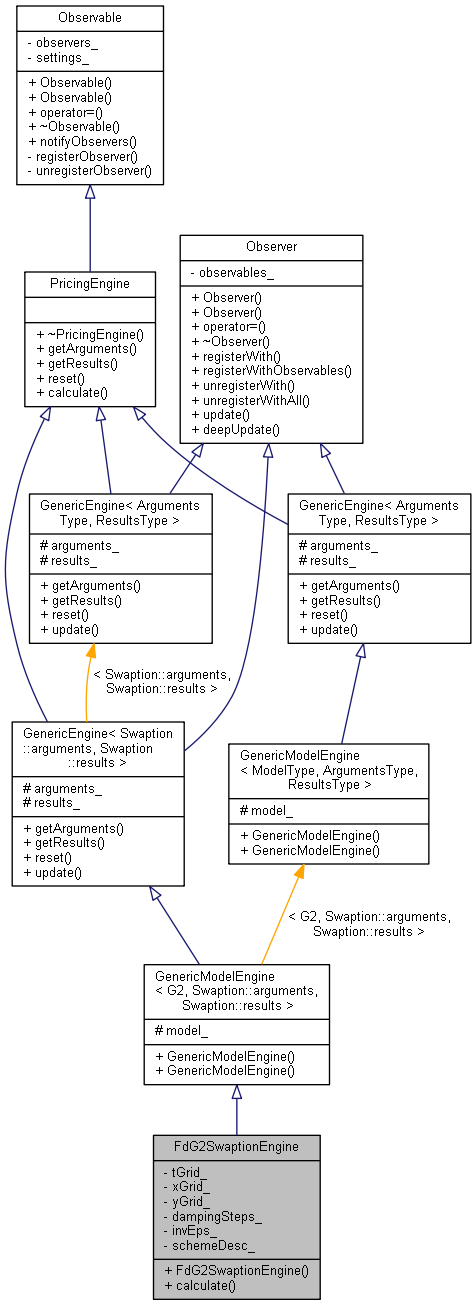 Observable
- observers_
- settings_
+ Observable()
+ Observable()
+ operator=()
+ ~Observable()
+ notifyObservers()
- registerObserver()
- unregisterObserver()
Observer
- observables_
+ Observer()
+ Observer()
+ operator=()
+ ~Observer()
+ registerWith()
+ registerWithObservables()
+ unregisterWith()
+ unregisterWithAll()
+ update()
+ deepUpdate()
PricingEngine
+ ~PricingEngine()
+ getArguments()
+ getResults()
+ reset()
+ calculate()
GenericEngine< Arguments
Type, ResultsType >
# arguments_
# results_
+ getArguments()
+ getResults()
+ reset()
+ update()
GenericEngine< Arguments
Type, ResultsType >
# arguments_
# results_
+ getArguments()
+ getResults()
+ reset()
+ update()
< Swaption::arguments,
Swaption::results >
GenericEngine< Swaption
::arguments, Swaption
::results >
# arguments_
# results_
+ getArguments()
+ getResults()
+ reset()
+ update()
GenericModelEngine
< ModelType, ArgumentsType,
ResultsType >
# model_
+ GenericModelEngine()
+ GenericModelEngine()
< G2, Swaption::arguments,
Swaption::results >
GenericModelEngine
< G2, Swaption::arguments,
Swaption::results >
# model_
+ GenericModelEngine()
+ GenericModelEngine()
FdG2SwaptionEngine
- tGrid_
- xGrid_
- yGrid_
- dampingSteps_
- invEps_
- schemeDesc_
+ FdG2SwaptionEngine()
+ calculate()